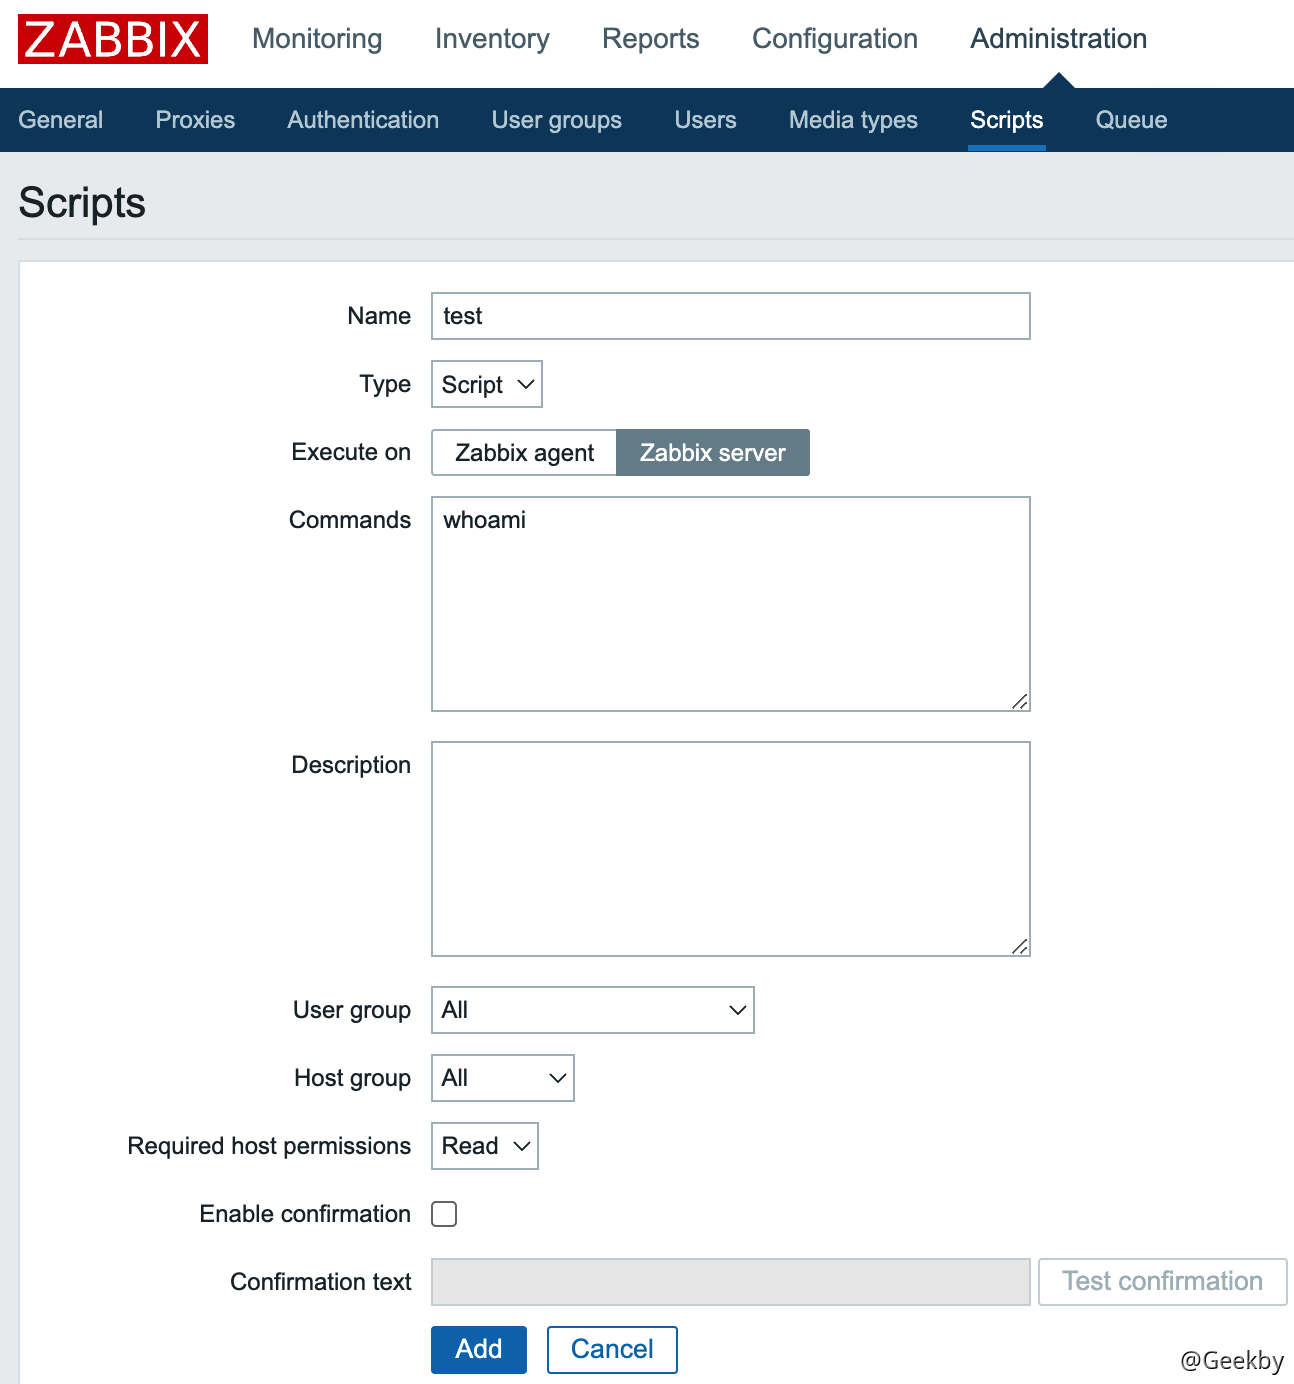 ZABBIX Monitoring Inventory Reports Configuration Administration
General Proxies Authentication User groups Users Media types Scripts Queue
Scripts
Name test
Type Script
Execute on Zabbix agent Zabbix server
Commands whoami
Description
User group All
Host group All
Required host permissions Read
Enable confirmation
Confirmation text Test confirmation
Add Cancel
@Geekby